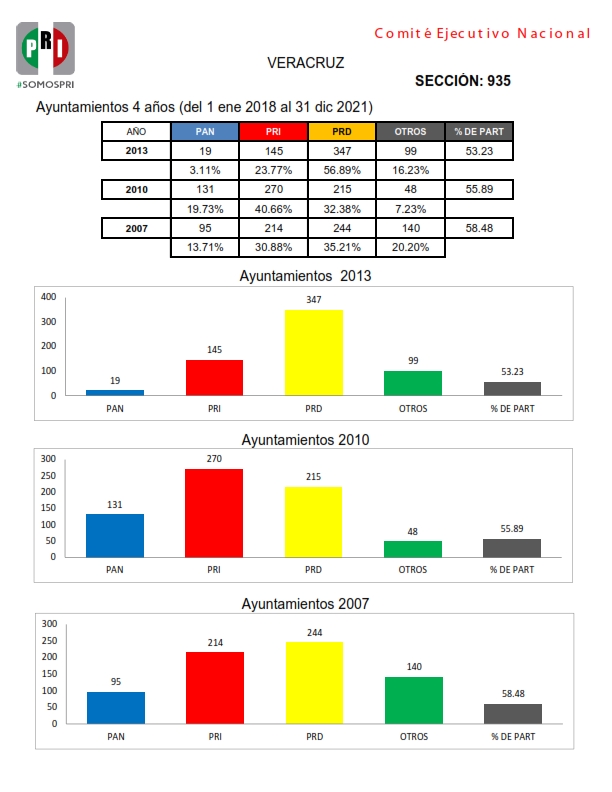 PRI
#SOMOSPRI
Comité Ejecutivo Nacional
VERACRUZ
SECCIÓN: 935
Ayuntamientos 4 años (del 1 ene 2018 al 31 dic 2021)
AÑO PAN PRI PRD OTROS % DE PART
2013 19 145 347 99 53.23
3.11% 23.77% 56.89% 16.23%
2010 131 270 215 48 55.89
19.73% 40.66% 32.38% 7.23%
2007 95 214 244 140 58.48
13.71% 30.88% 35.21% 20.20%
Ayuntamientos 2013
400
300
200
100
0
19 145 347 99 53.23
PAN PRI PRD OTROS % DE PART
Ayuntamientos 2010
300
250
200
150
100
50
0
131 270 215 48 55.89
PAN PRI PRD OTROS % DE PART
Ayuntamientos 2007
300
250
200
150
100
50
0
95 214 244 140 58.48
PAN PRI PRD OTROS % DE PART